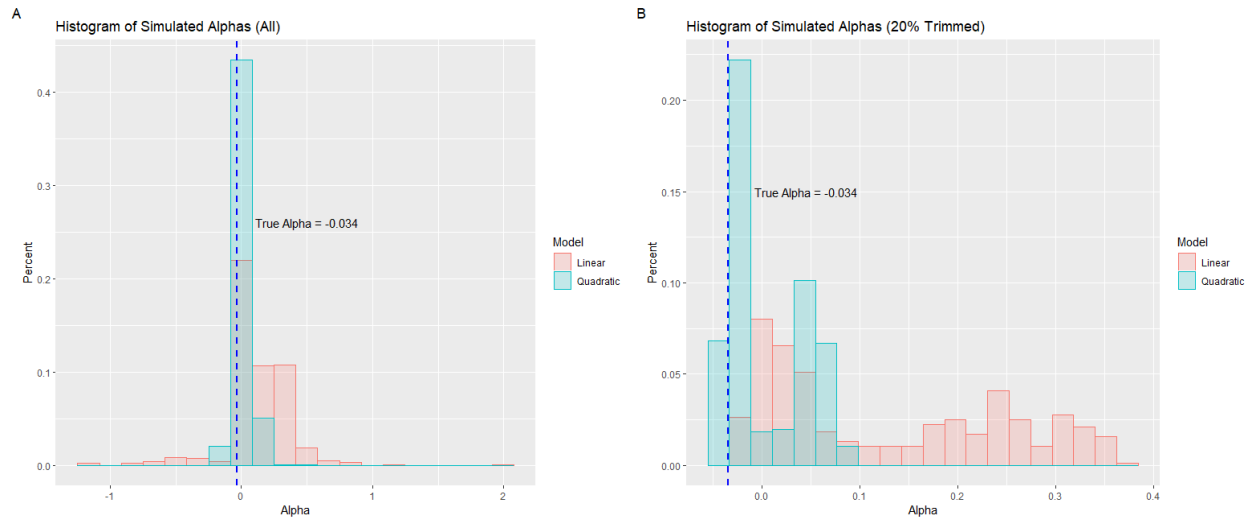 A
Histogram of Simulated Alphas (All)
Percent
0.4
0.3
0.2
0.1
0.0
True Alpha = -0.034
-1
0
1
2
Alpha
Model
Linear
Quadratic
B
Histogram of Simulated Alphas (20% Trimmed)
Percent
0.20
0.15
0.10
0.05
0.00
True Alpha = -0.034
0.0
0.1
0.2
0.3
0.4
Alpha
Model
Linear
Quadratic